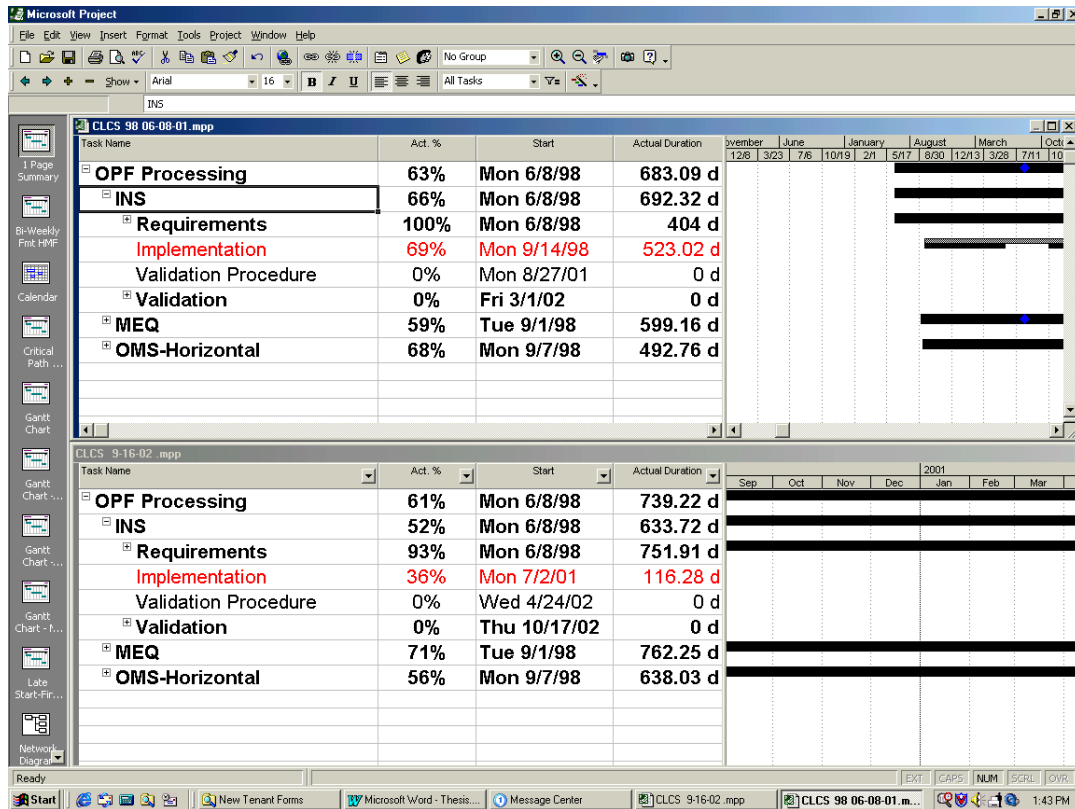 Microsoft Project
File Edit View Insert Format Tools Project Window Help
No Group
Show Arial 16 B I U All Tasks
INS
CLCS 98 06-08-01.mpp
Task Name Act. % Start Actual Duration vember June January August March Octo
12/8 3/23 7/6 10/19 2/1 5/17 8/30 12/13 3/28 7/11 10
OPF Processing 63% Mon 6/8/98 683.09 d
INS 66% Mon 6/8/98 692.32 d
Requirements 100% Mon 6/8/98 404 d
Implementation 69% Mon 9/14/98 523.02 d
Validation Procedure 0% Mon 8/27/01 0 d
Validation 0% Fri 3/1/02 0 d
MEQ 59% Tue 9/1/98 599.16 d
OMS-Horizontal 68% Mon 9/7/98 492.76 d
1 Page
Summary
Bi-Weekly
Fmt HMF
Calendar
Critical
Path ...
Gantt
Chart
Gantt
Chart -...
Gantt
Chart -...
Gantt
Chart - M...
Late
Start-Fir...
Network
Diagra
CLCS 9-16-02 .mpp
Task Name Act. % Start Actual Duration 2001
Sep Oct Nov Dec Jan Feb Mar
OPF Processing 61% Mon 6/8/98 739.22 d
INS 52% Mon 6/8/98 633.72 d
Requirements 93% Mon 6/8/98 751.91 d
Implementation 36% Mon 7/2/01 116.28 d
Validation Procedure 0% Wed 4/24/02 0 d
Validation 0% Thu 10/17/02 0 d
MEQ 71% Tue 9/1/98 762.25 d
OMS-Horizontal 56% Mon 9/7/98 638.03 d
Ready EXT CAPS NUM SCRL OVR
Start New Tenant Forms Microsoft Word - Thesis.... Message Center CLCS 9-16-02 .mpp CLCS 98 06-08-01.m... 1:43 PM